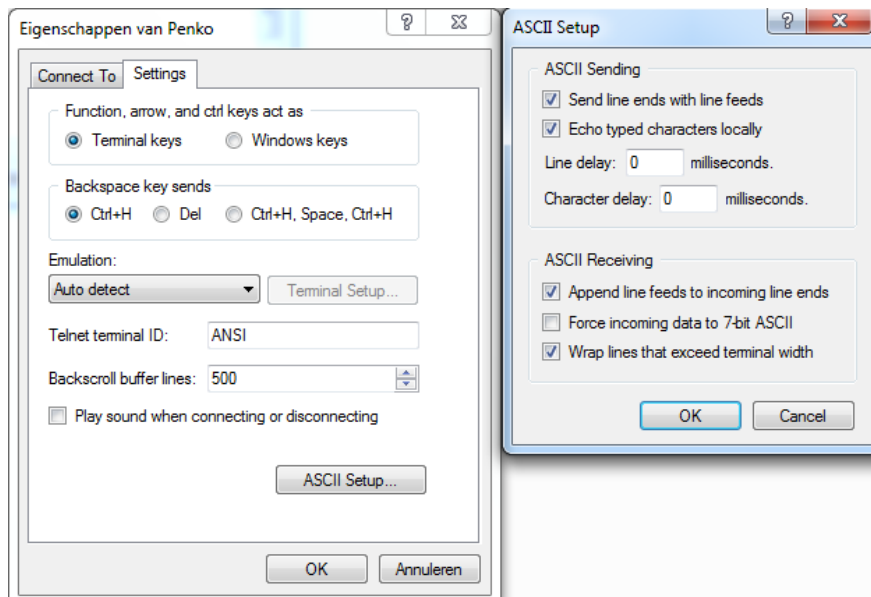 Eigenschappen van Penko
Connect To
Settings
Function, arrow, and ctrl keys act as
Terminal keys
Windows keys
Backspace key sends
Ctrl+H
Del
Ctrl+H, Space, Ctrl+H
Emulation:
Auto detect
Terminal Setup...
Telnet terminal ID: ANSI
Backscroll buffer lines: 500
Play sound when connecting or disconnecting
ASCII Setup...
OK
Annuleren
ASCII Setup
ASCII Sending
Send line ends with line feeds
Echo typed characters locally
Line delay: 0 milliseconds.
Character delay: 0 milliseconds.
ASCII Receiving
Append line feeds to incoming line ends
Force incoming data to 7-bit ASCII
Wrap lines that exceed terminal width
OK
Cancel